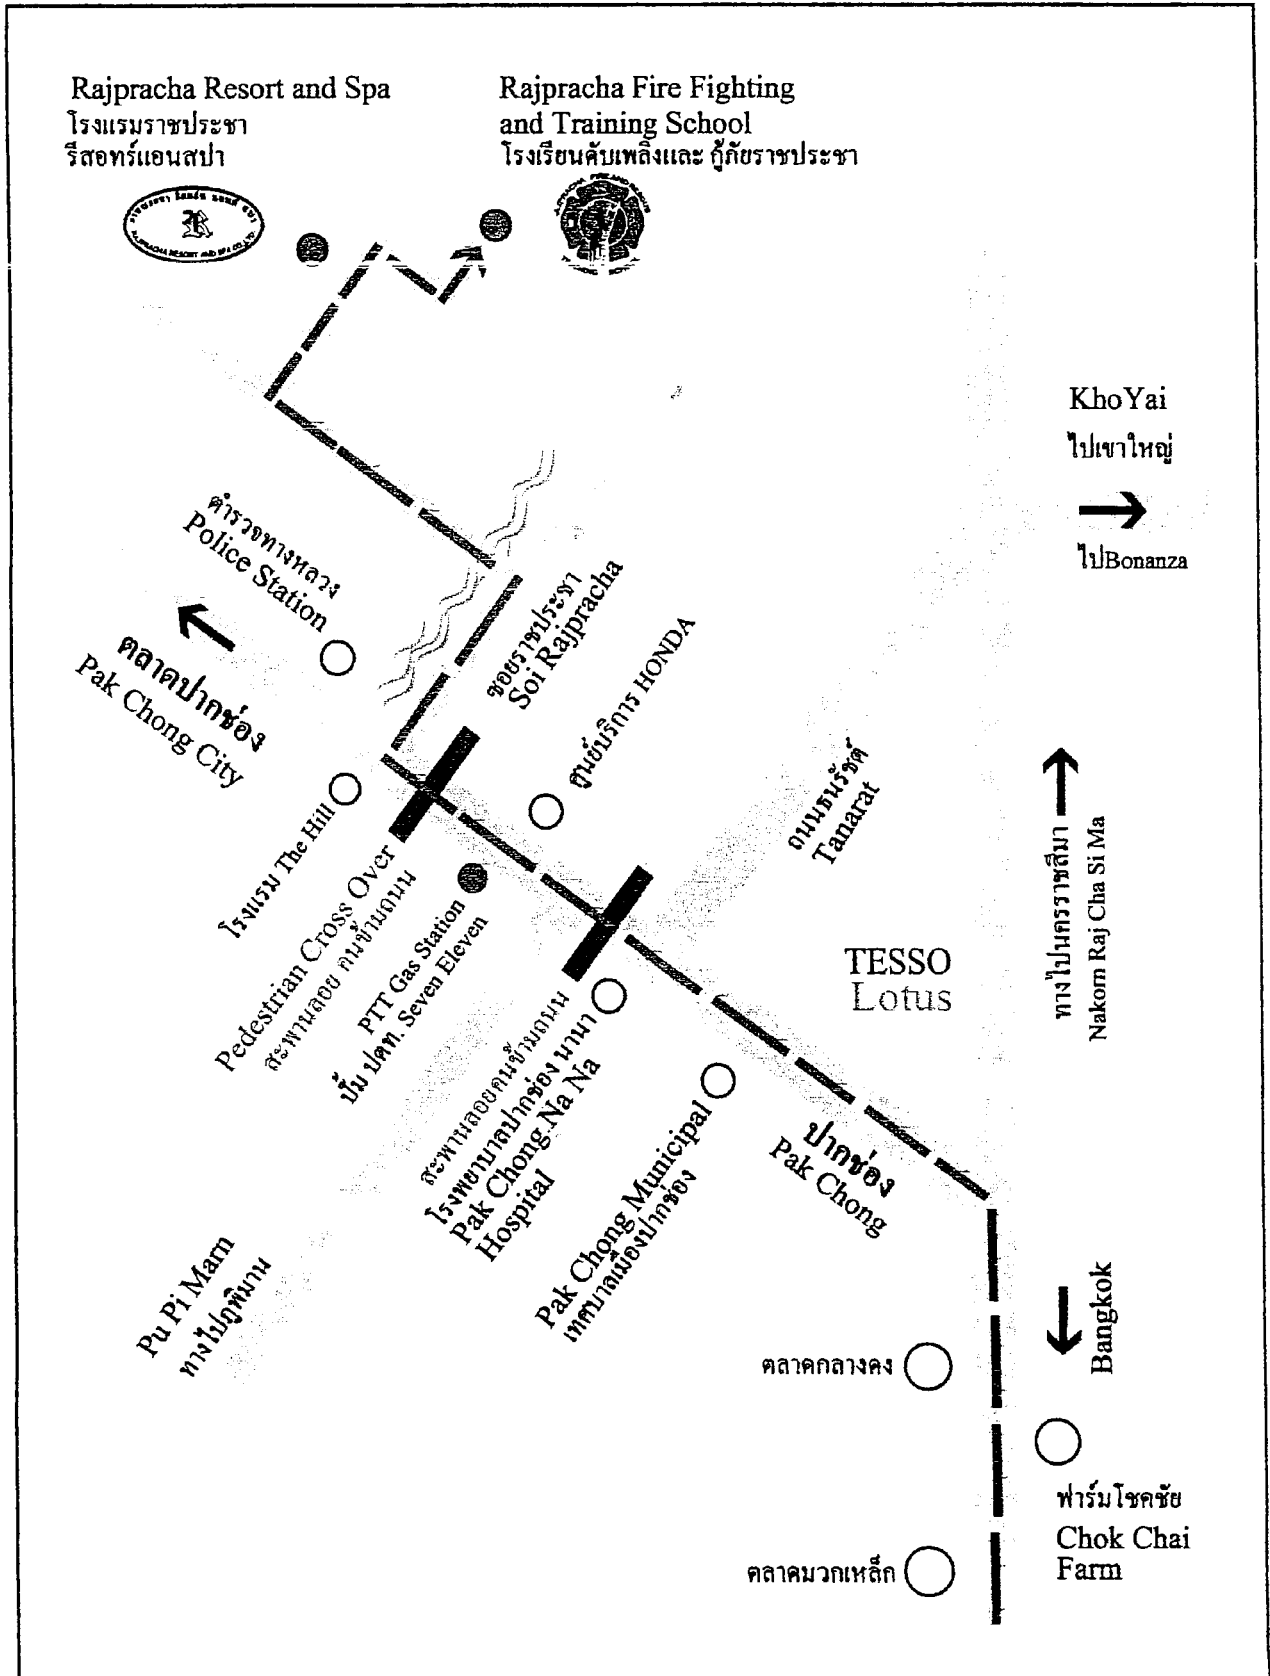 Rajpracha Resort and Spa
โรงแรมราชประชา
รีสอทร์แอนสปา
Rajpracha Fire Fighting
and Training School
โรงเรียนดับเพลิงและ กู้ภัยราชประชา
RAJPRACHA RESORT AND SPA CO.,LTD.
KhoYai
ไปเขาใหญ่
ไปBonanza
ตำรวจทางหลวง
Police Station
ตลาดปากช่อง
Pak Chong City
ซอยราชประชา
Soi Rajpracha
ศูนย์บริการ HONDA
ถนนธนรัชต์
Tanarat
โรงแรม The Hill
Pedestrian Cross Over
สะพานลอย คนข้ามถนน
PTT Gas Station
ปั้ม ปตท. Seven Eleven
TESSO
Lotus
ทางไปนครราชสีมา
Nakorn Raj Cha Si Ma
สะพานลอยคนข้ามถนน
โรงพยาบาลปากช่อง นานา
Pak Chong Na Na
Hospital
Pak Chong Municipal
เทศบาลเมืองปากช่อง
ปากช่อง
Pak Chong
Pu Pi Marn
ทางไปภูพิมาน
Bangkok
ตลาดกลางดง
ฟาร์มโชคชัย
Chok Chai
Farm
ตลาดมวกเหล็ก